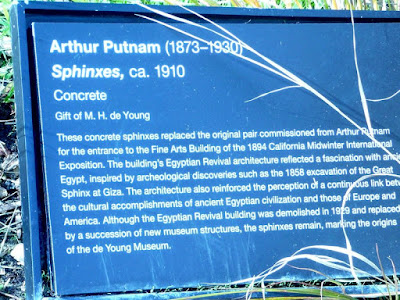 Arthur Putnam (1873–1930)
Sphinxes, ca. 1910
Concrete
Gift of M. H. de Young
These concrete sphinxes replaced the original pair commissioned from Arthur Putnam
for the entrance to the Fine Arts Building of the 1894 California Midwinter International
Exposition. The building's Egyptian Revival architecture reflected a fascination with ancient
Egypt, inspired by archeological discoveries such as the 1858 excavation of the Great
Sphinx at Giza. The architecture also reinforced the perception of a continuous link between
the cultural accomplishments of ancient Egyptian civilization and those of Europe and
America. Although the Egyptian Revival building was demolished in 1929 and replaced
by a succession of new museum structures, the sphinxes remain, marking the origins
of the de Young Museum.